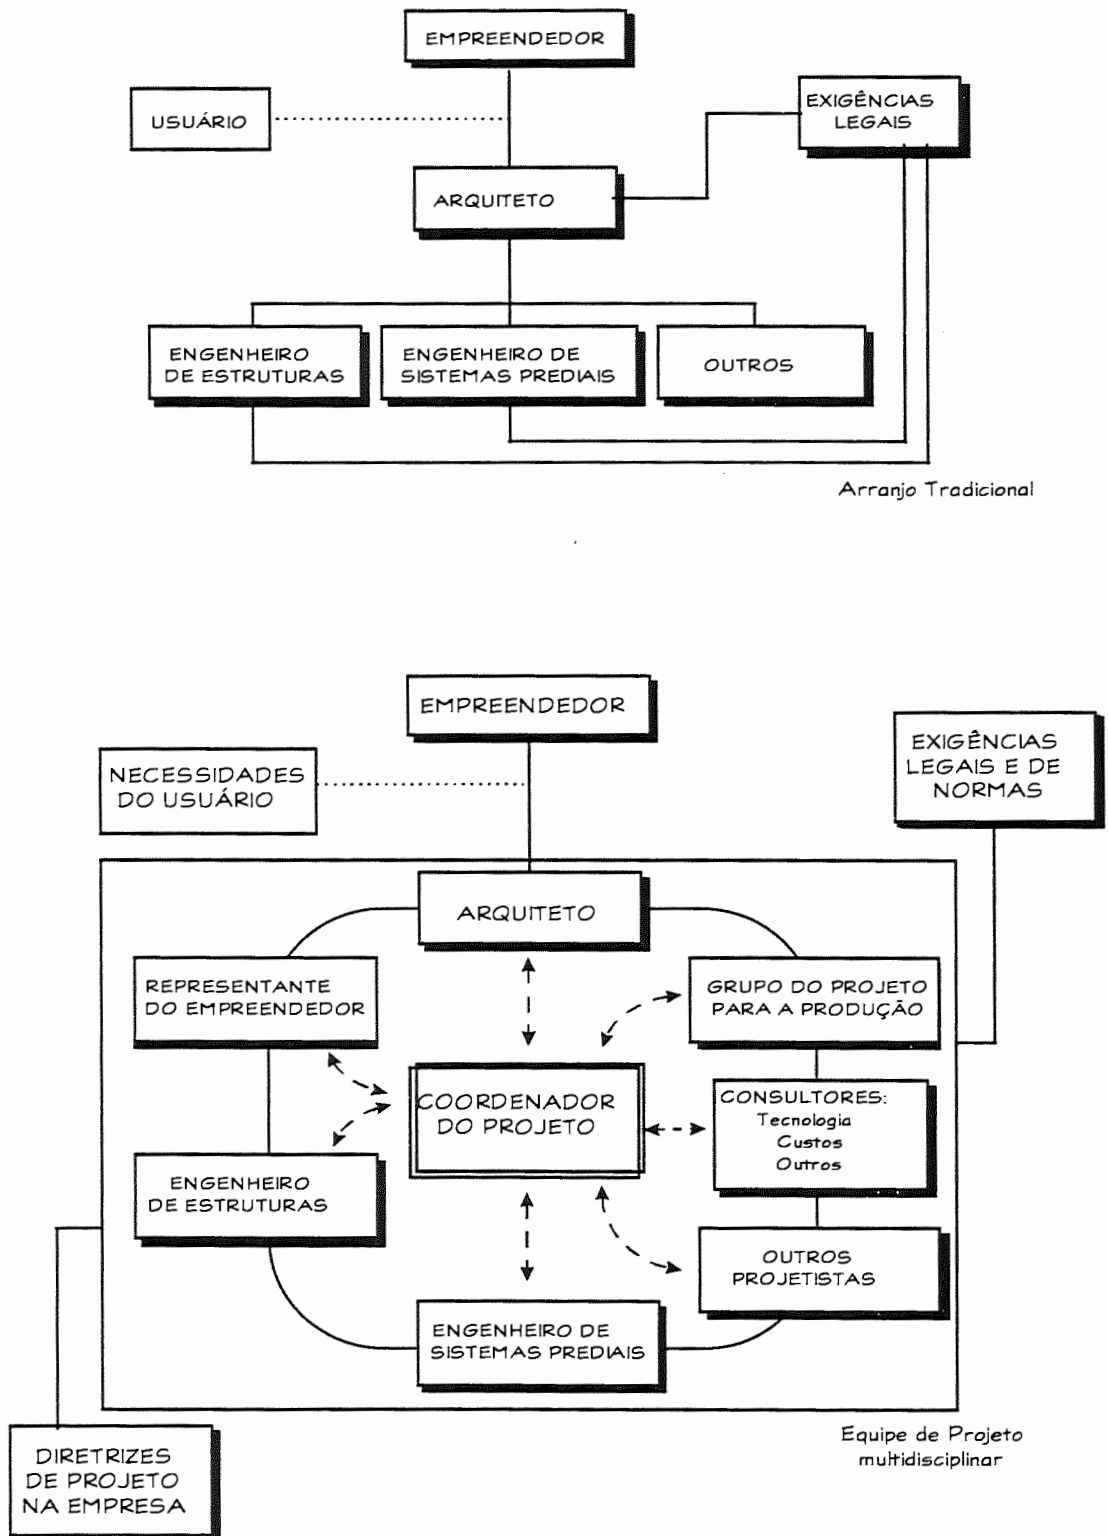 EMPREENDEDOR
USUÁRIO
EXIGÊNCIAS
LEGAIS
ARQUITETO
ENGENHEIRO
DE ESTRUTURAS
ENGENHEIRO DE
SISTEMAS PREDIAIS
OUTROS
Arranjo Tradicional
EMPREENDEDOR
NECESSIDADES
DO USUÁRIO
EXIGÊNCIAS
LEGAIS E DE
NORMAS
ARQUITETO
REPRESENTANTE
DO EMPREENDEDOR
GRUPO DO PROJETO
PARA A PRODUÇÃO
COORDENADOR
DO PROJETO
CONSULTORES:
Tecnologia
Custos
Outros
ENGENHEIRO
DE ESTRUTURAS
OUTROS
PROJETISTAS
ENGENHEIRO DE
SISTEMAS PREDIAIS
DIRETRIZES
DE PROJETO
NA EMPRESA
Equipe de Projeto
multidisciplinar